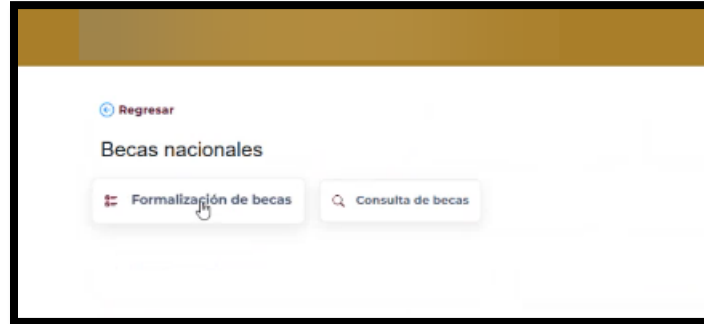 Regresar
Becas nacionales
Formalización de becas Consulta de becas